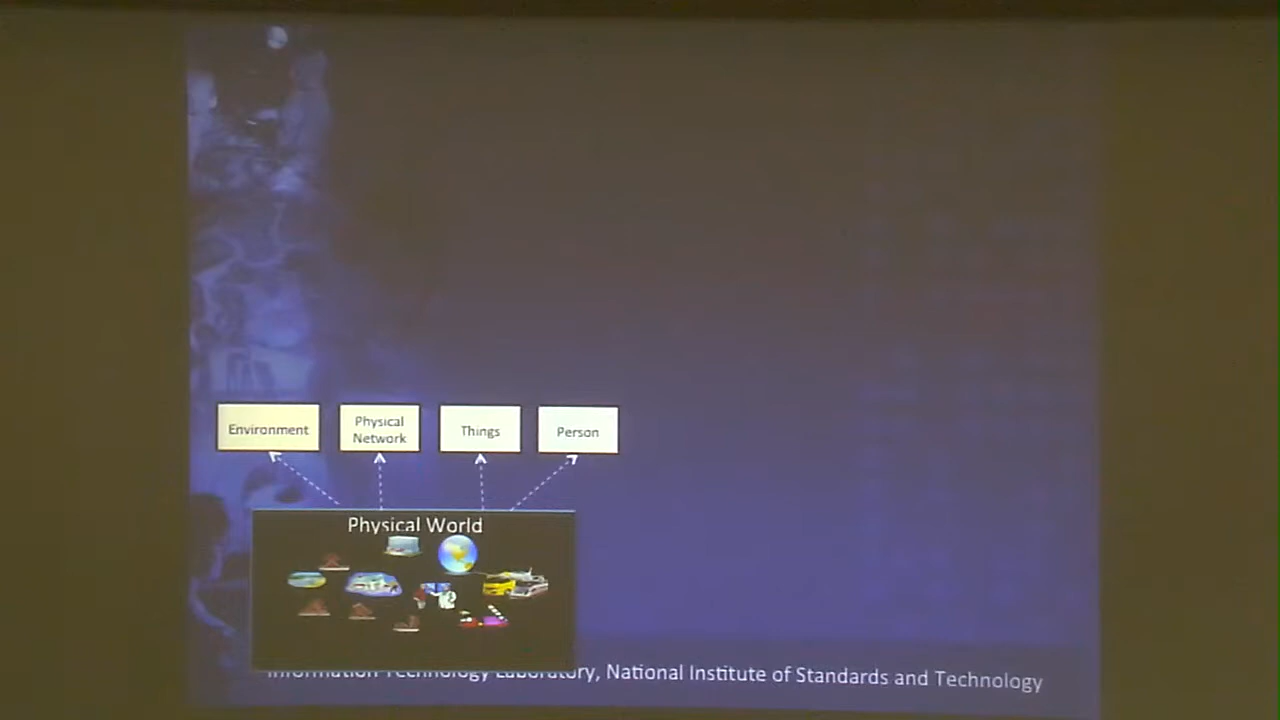 Environment
Physical
Network
Things
Person
Physical World
Information Technology Laboratory, National Institute of Standards and Technology